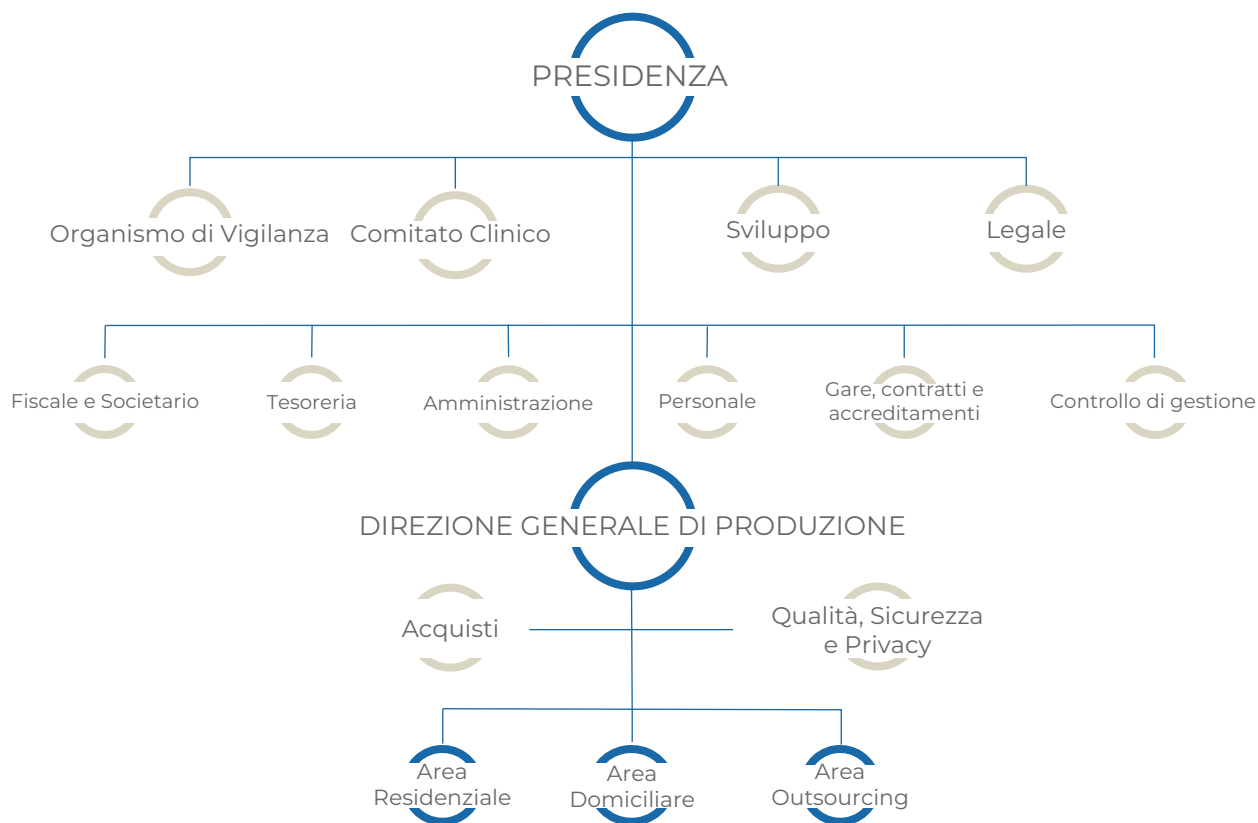 PRESIDENZA
Organismo di Vigilanza
Comitato Clinico
Sviluppo
Legale
Fiscale e Societario
Tesoreria
Amministrazione
Personale
Gare, contratti e
accreditamenti
Controllo di gestione
DIREZIONE GENERALE DI PRODUZIONE
Acquisti
Qualità, Sicurezza
e Privacy
Area
Residenziale
Area
Domiciliare
Area
Outsourcing